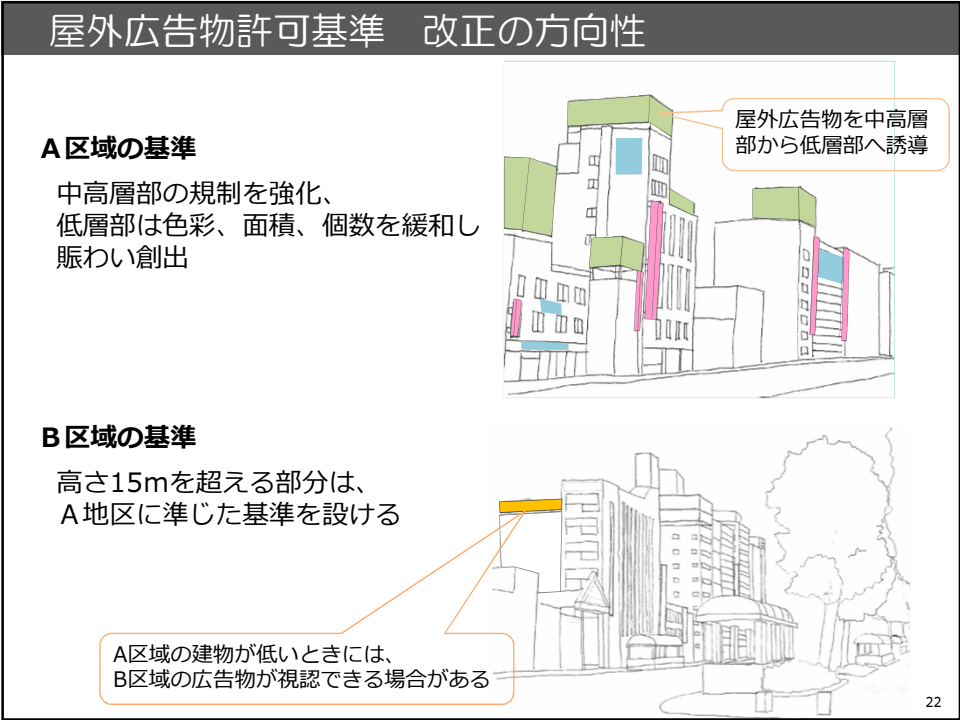 屋外広告物許可基準　改正の方向性
屋外広告物を中高層
部から低層部へ誘導
A区域の基準
中高層部の規制を強化、
低層部は色彩、面積、個数を緩和し
賑わい創出
B区域の基準
高さ15mを超える部分は、
A地区に準じた基準を設ける
A区域の建物が低いときには、
B区域の広告物が視認できる場合がある
22